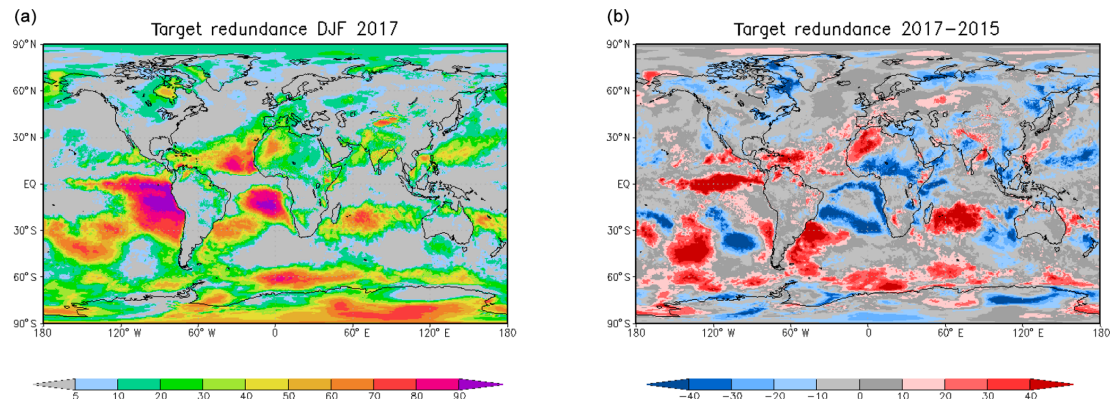 (a)
Target redundance DJF 2017
90°N
60°N
30°N
EQ
30°S
60°S
90°S
180
120°W
60°W
0
60°E
120°E
180
5 10 20 30 40 50 60 70 80 90
(b)
Target redundance 2017-2015
90°N
60°N
30°N
EQ
30°S
60°S
90°S
180
120°W
60°W
0
60°E
120°E
180
-40 -30 -20 -10 0 10 20 30 40